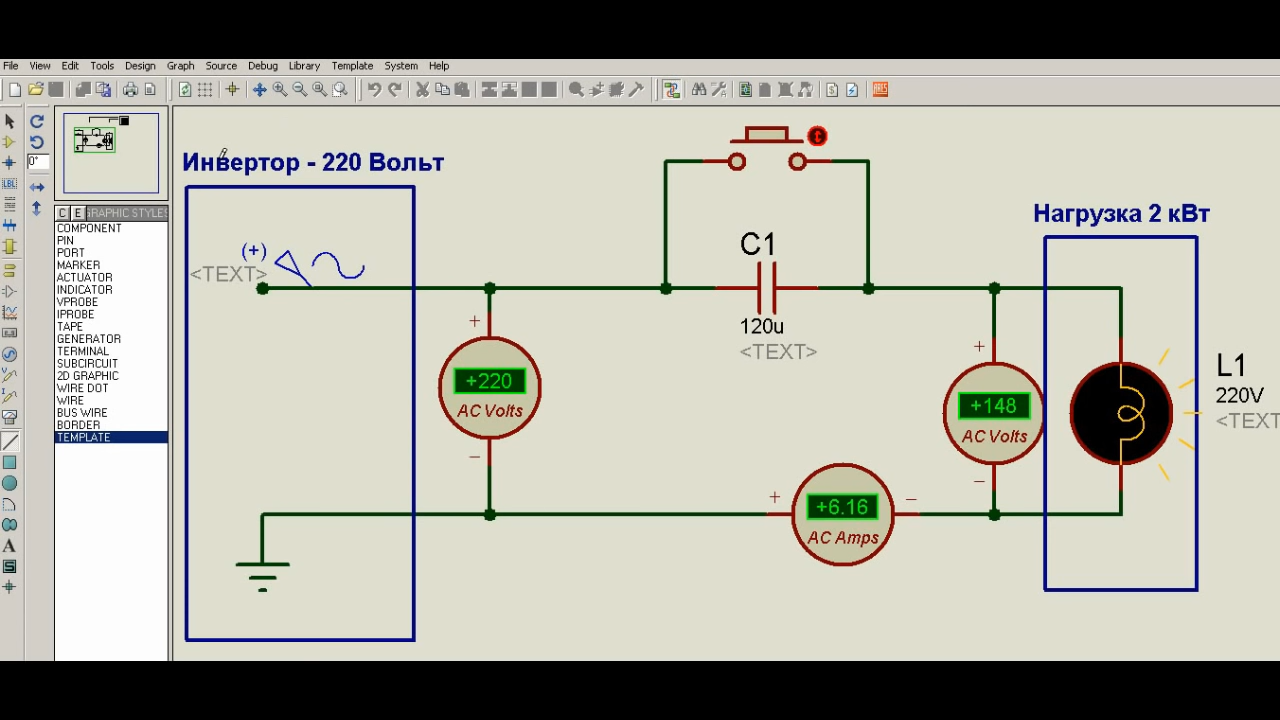 File View Edit Tools Design Graph Source Debug Library Template System Help
0°
LBL
A
S
C E GRAPHIC STYLES
COMPONENT
PIN
PORT
MARKER
ACTUATOR
INDICATOR
VPROBE
IPROBE
TAPE
GENERATOR
TERMINAL
SUBCIRCUIT
2D GRAPHIC
WIRE DOT
WIRE
BUS WIRE
BORDER
TEMPLATE
Инвертор - 220 Вольт
(+)
<TEXT>
+
+220
AC Volts
−
C1
120u
<TEXT>
+
+6.16
AC Amps
−
+
+148
AC Volts
−
Нагрузка 2 кВт
L1
220V
<TEXT